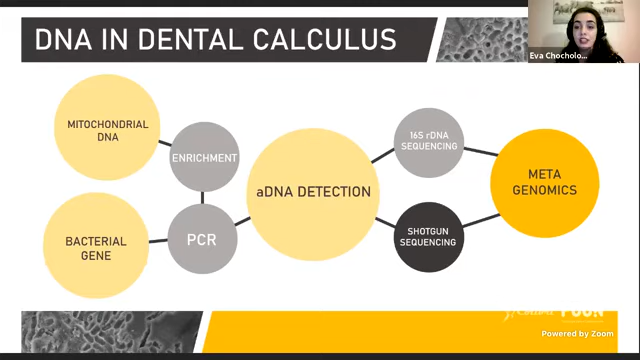 DNA IN DENTAL CALCULUS
Eva Chocholo...
MITOCHONDRIAL
DNA
ENRICHMENT
BACTERIAL
GENE
PCR
aDNA DETECTION
16S rDNA
SEQUENCING
SHOTGUN
SEQUENCING
META
GENOMICS
Powered by Zoom